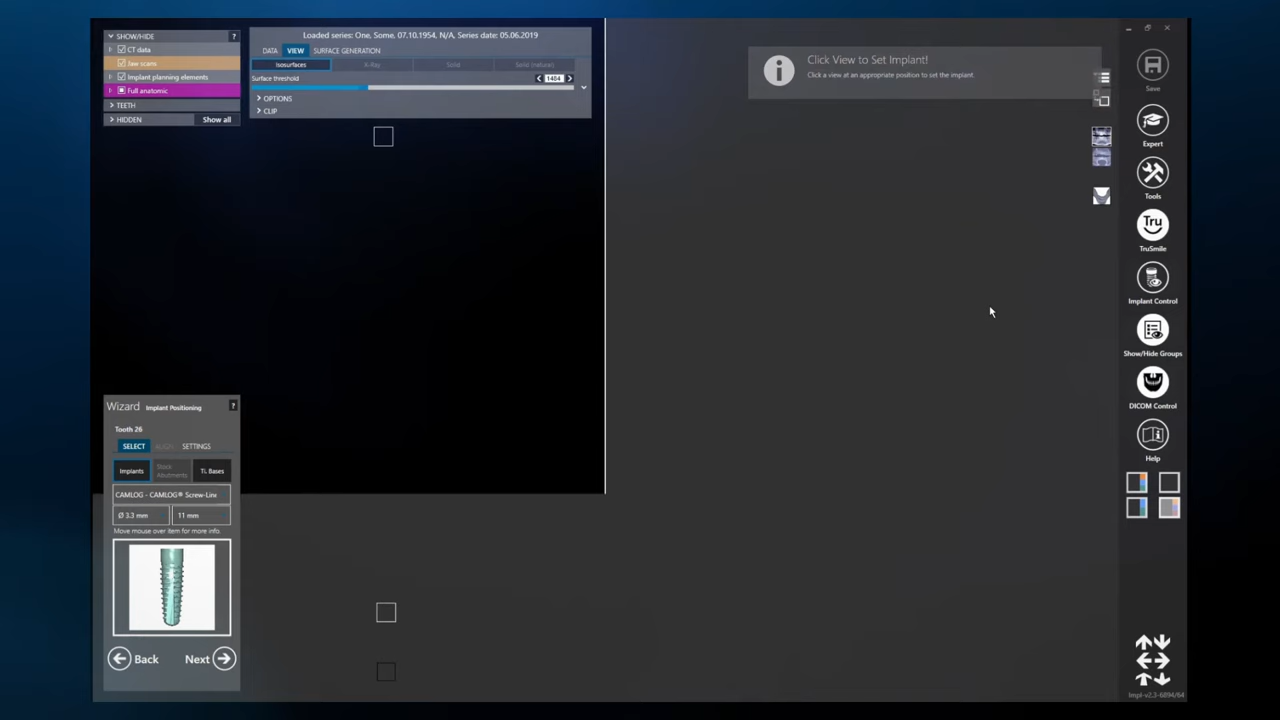 SHOW/HIDE
?
CT data
Jaw scans
Implant planning elements
Full anatomic
TEETH
HIDDEN
Show all
Loaded series: One, Some, 07.10.1954, N/A, Series date: 05.06.2019
DATA
VIEW
SURFACE GENERATION
Isosurfaces
X-Ray
Solid
Solid (natural)
Surface threshold
1404
OPTIONS
CLIP
Click View to Set Implant!
Click a view at an appropriate position to set the implant.
Save
Expert
Tools
Tru
TruSmile
Implant Control
Show/Hide Groups
DICOM Control
Help
Wizard Implant Positioning
?
Tooth 26
SELECT
ALIGN
SETTINGS
Implants
Stock
Abutments
Ti. Bases
CAMLOG - CAMLOG® Screw-Line
Ø 3.3 mm
11 mm
Move mouse over item for more info
Back
Next